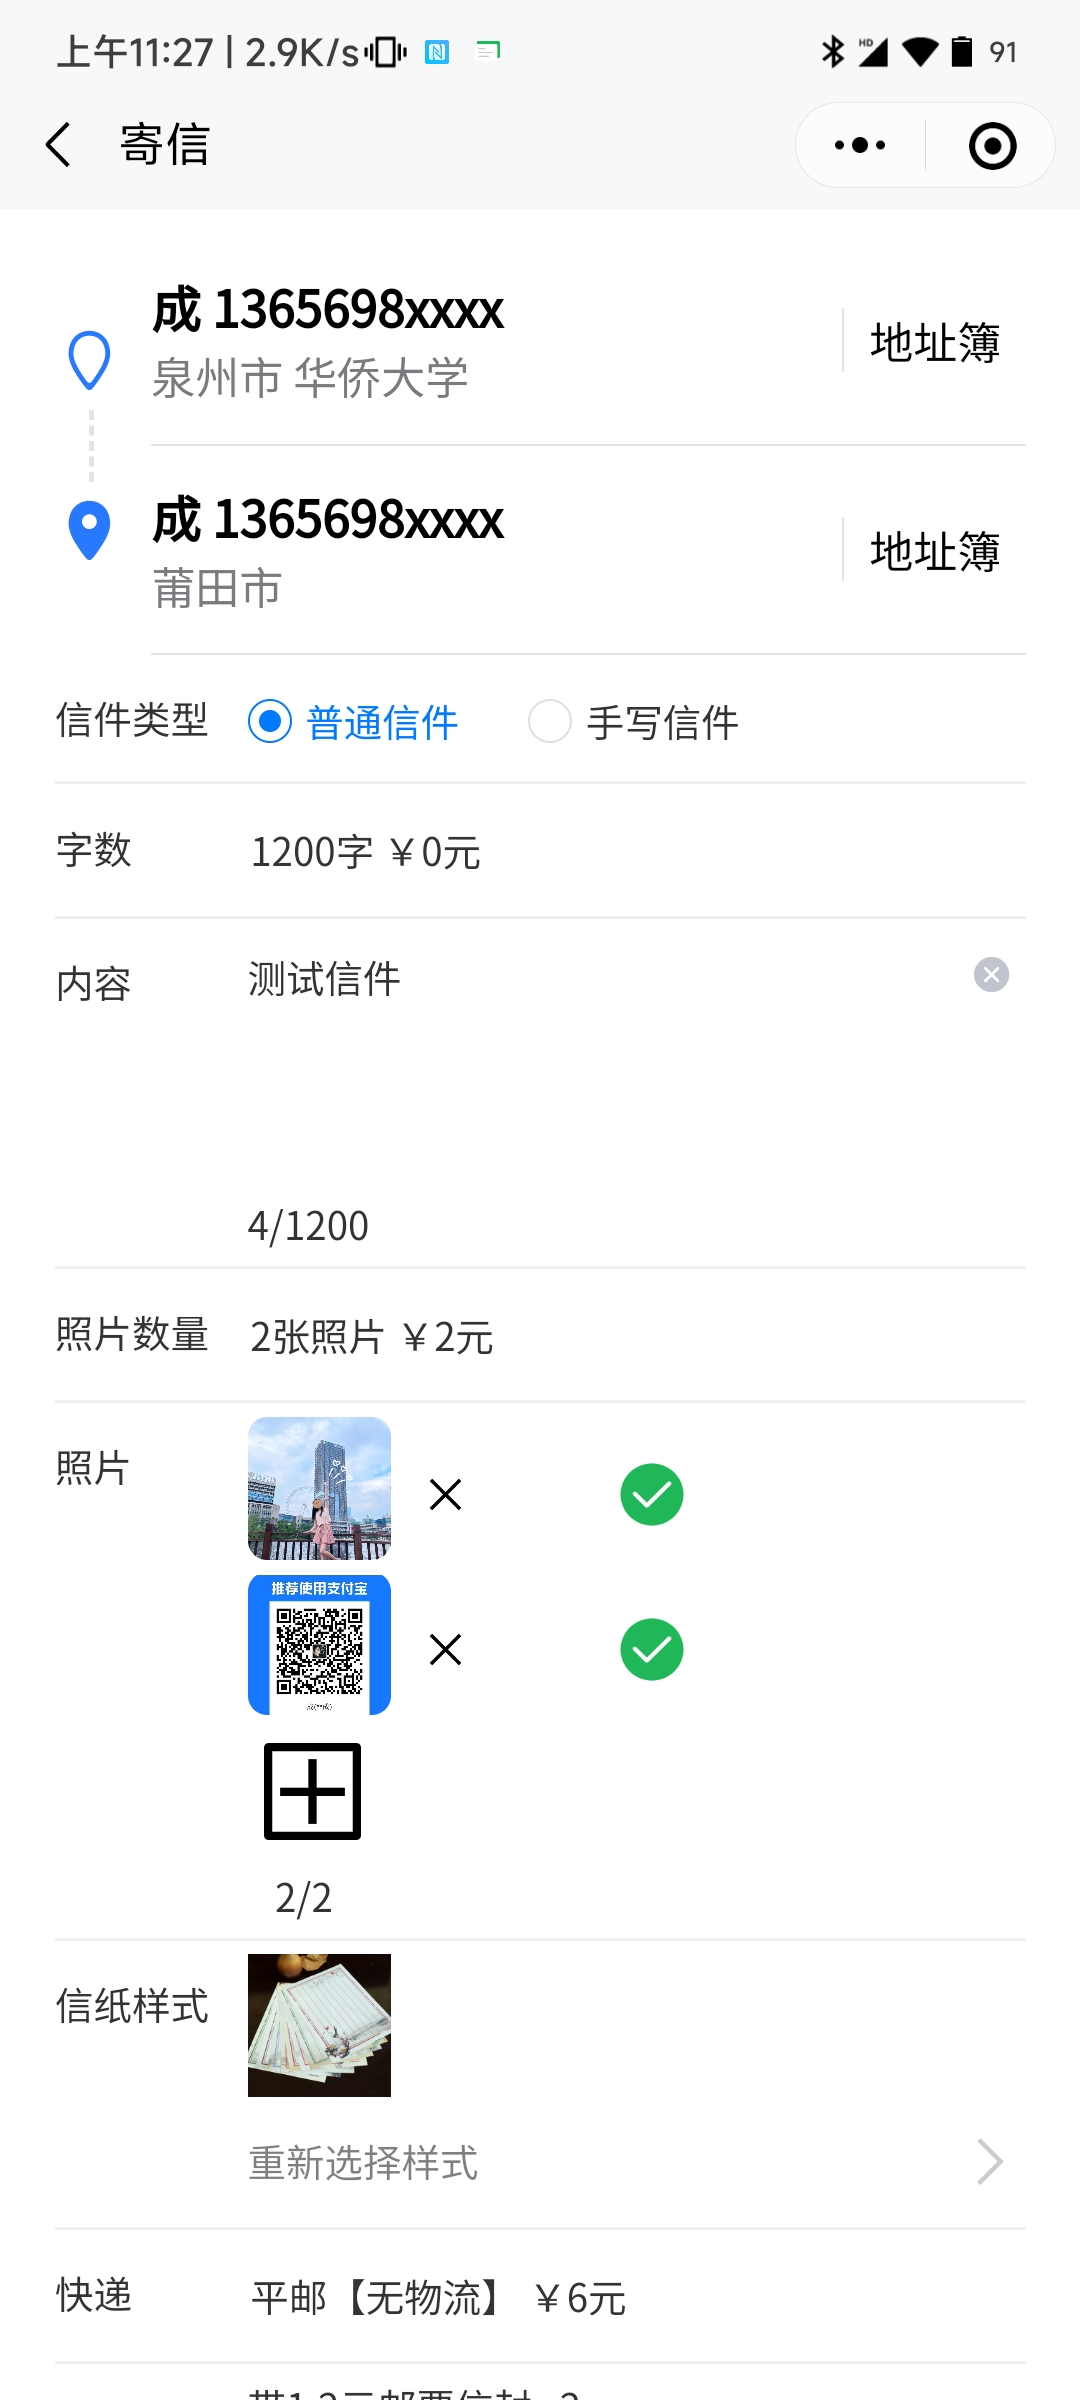 上午11:27 | 2.9K/s
HD
91
寄信
成 1365698xxxx
泉州市 华侨大学
地址簿
成 1365698xxxx
莆田市
地址簿
信件类型 普通信件 手写信件
字数 1200字 ￥0元
内容 测试信件
4/1200
照片数量 2张照片 ￥2元
照片
推荐使用支付宝
成(**成)
2/2
信纸样式
重新选择样式
快递 平邮【无物流】 ￥6元